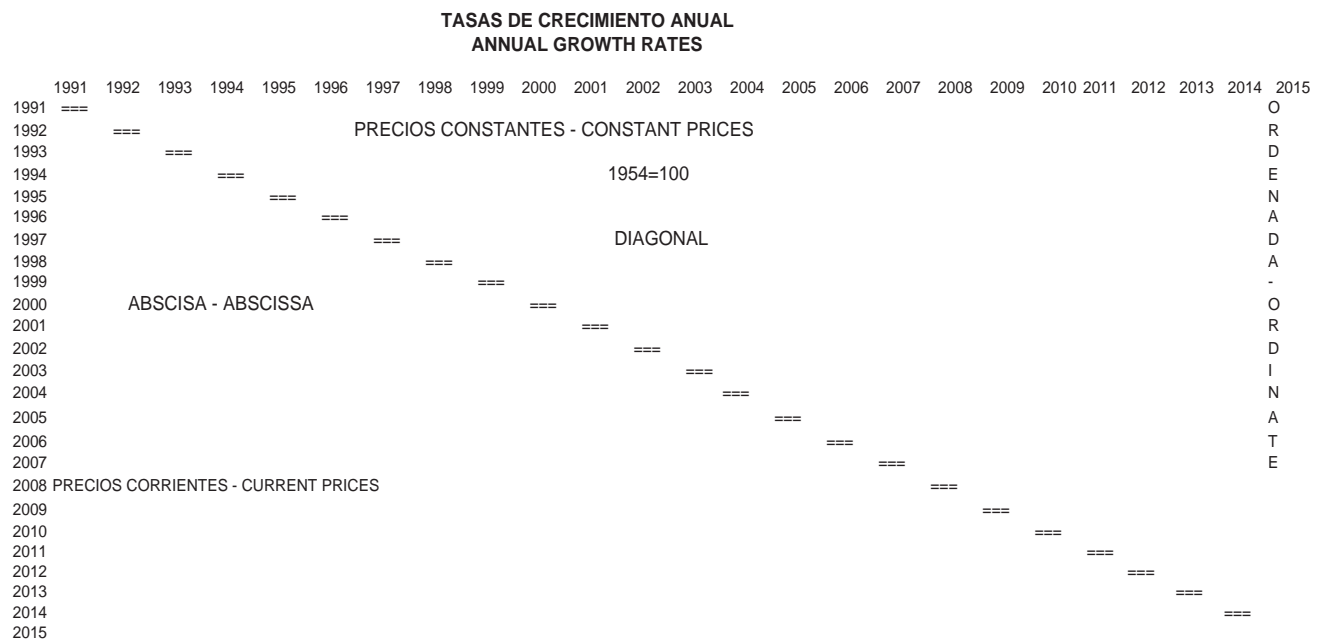 TASAS DE CRECIMIENTO ANUAL
ANNUAL GROWTH RATES
1991 1992 1993 1994 1995 1996 1997 1998 1999 2000 2001 2002 2003 2004 2005 2006 2007 2008 2009 2010 2011 2012 2013 2014 2015
1991 === O
1992 === PRECIOS CONSTANTES - CONSTANT PRICES R
1993 === D
1994 === 1954=100 E
1995 === N
1996 === A
1997 === DIAGONAL D
1998 === A
1999 === -
2000 ABSCISA - ABSCISSA === O
2001 === R
2002 === D
2003 === I
2004 === N
2005 === A
2006 === T
2007 === E
2008 PRECIOS CORRIENTES - CURRENT PRICES ===
2009 ===
2010 ===
2011 ===
2012 ===
2013 ===
2014 ===
2015